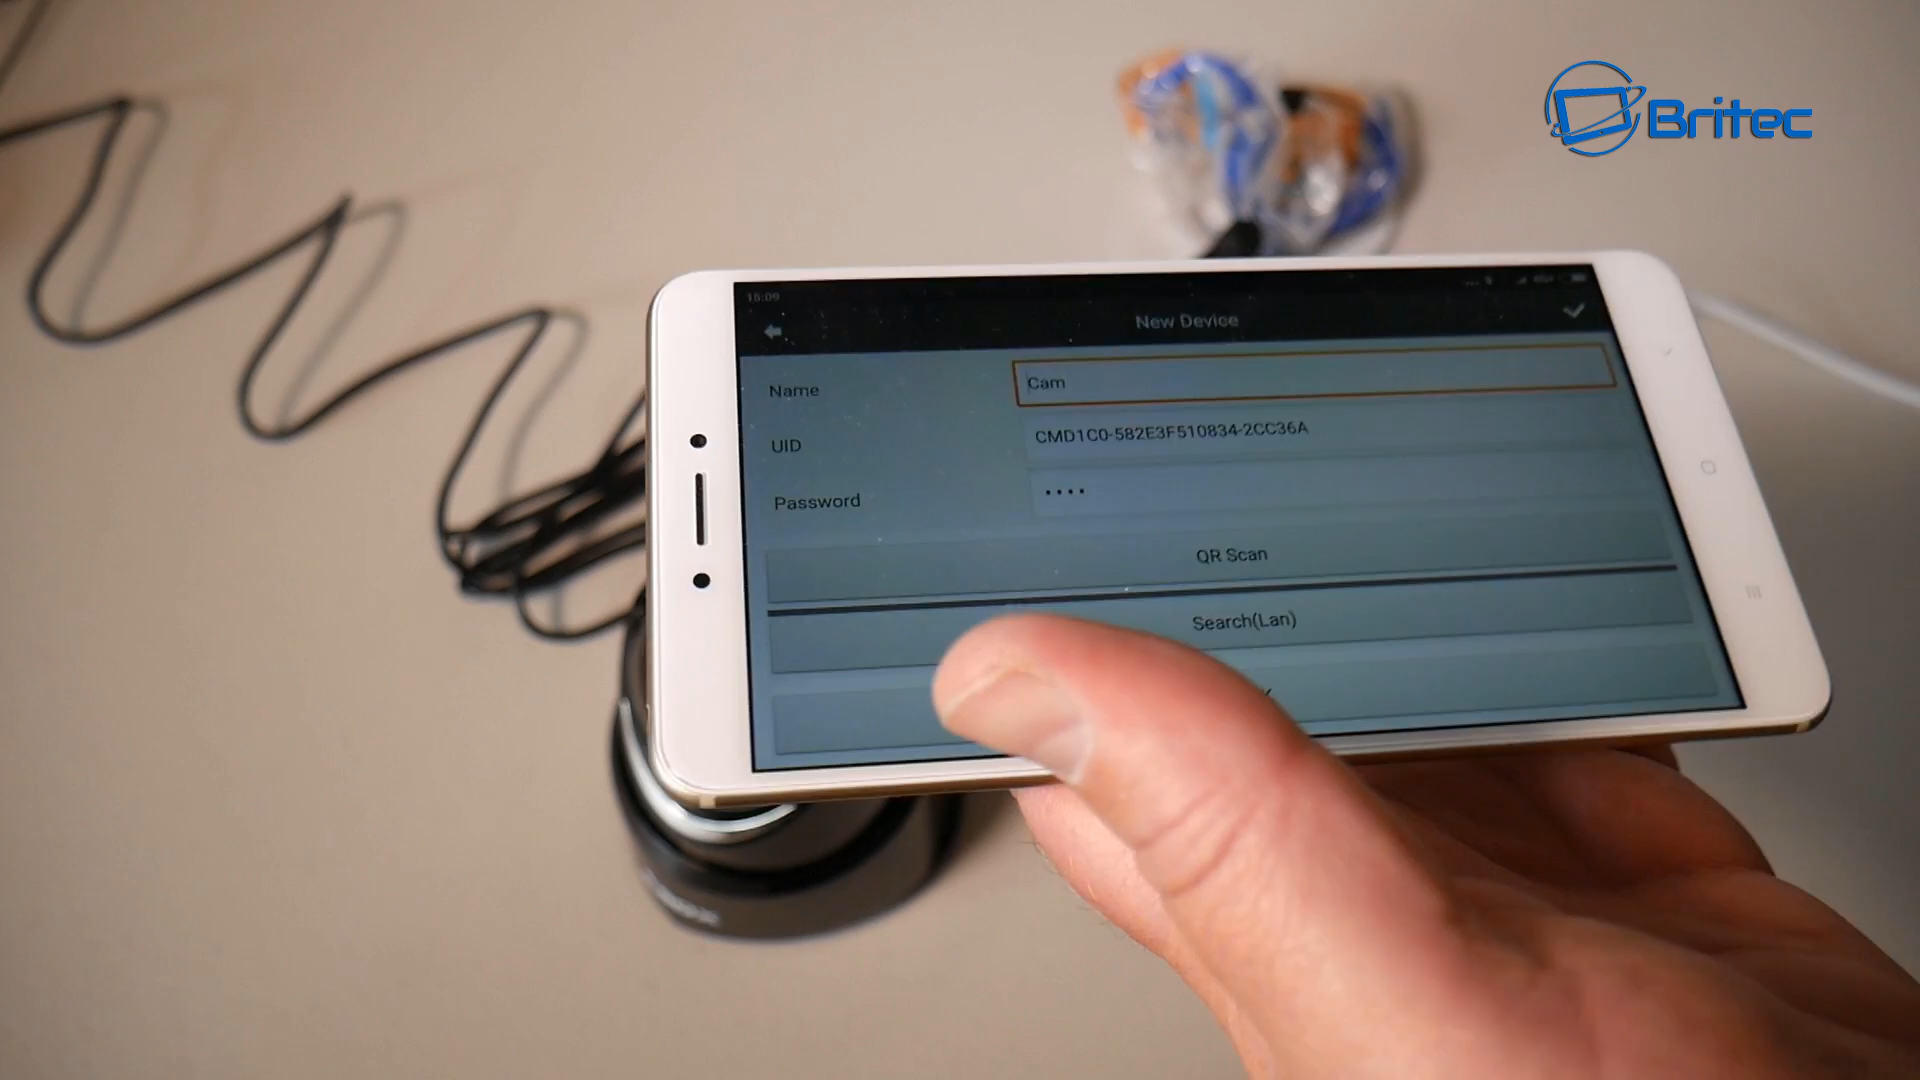 Britec
15:09
New Device
Name
Cam
UID
CMD1C0-582E3F510834-2CC36A
Password
••••
QR Scan
Search(Lan)